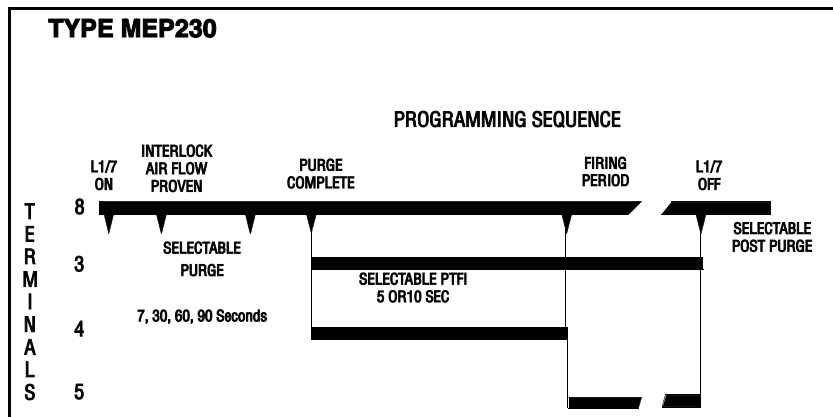 TYPE MEP230
PROGRAMMING SEQUENCE
L1/7
ON
INTERLOCK
AIR FLOW
PROVEN
PURGE
COMPLETE
FIRING
PERIOD
L1/7
OFF
TERMINALS
8
SELECTABLE
PURGE
SELECTABLE
POST PURGE
3
SELECTABLE PTFI
5 OR10 SEC
7, 30, 60, 90 Seconds
4
5